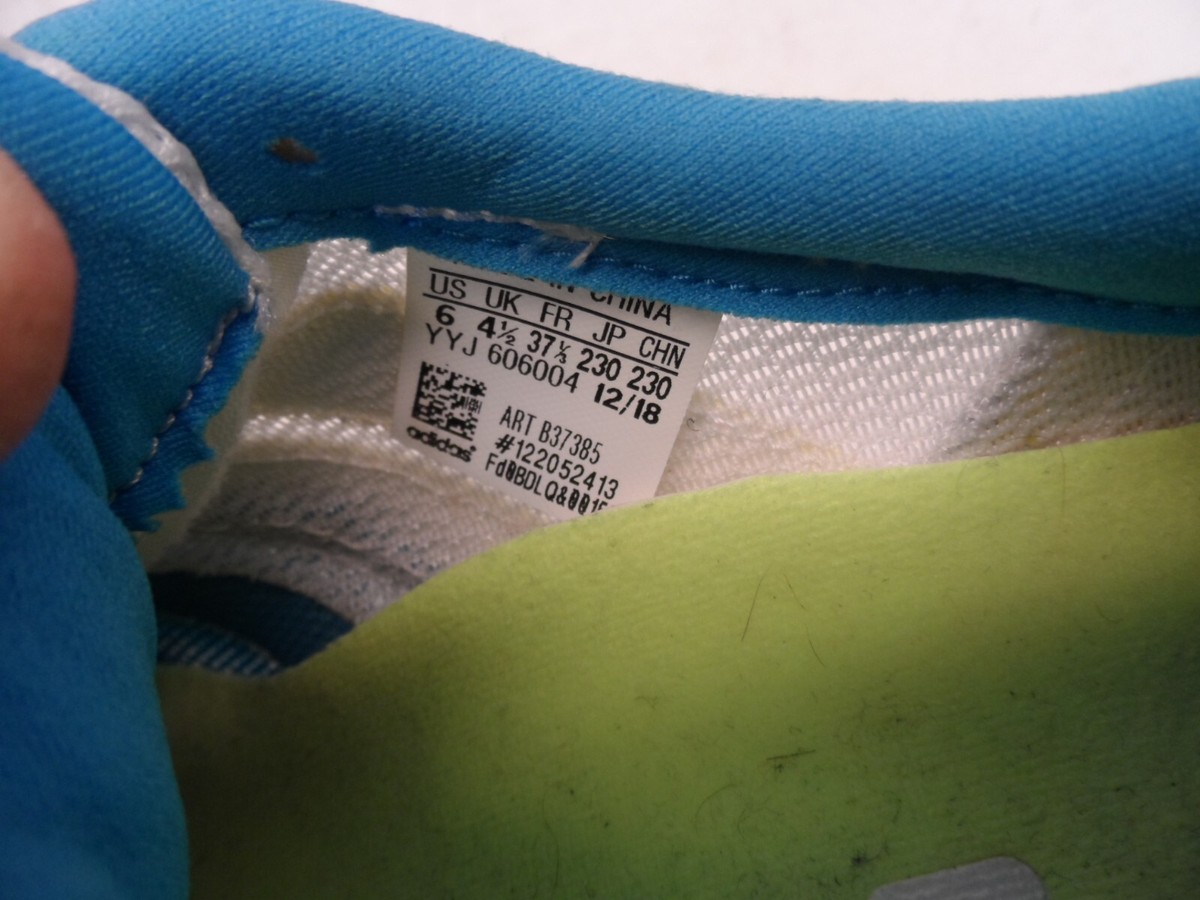 IN CHINA
US UK FR JP CHN
6 4½ 37⅓ 230 230
YYJ 606004 12/18
ART B37385
#122052413
adidas